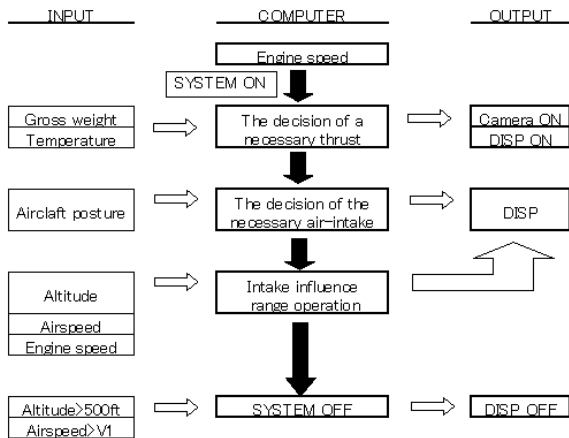 INPUT
COMPUTER
OUTPUT
Engine speed
SYSTEM ON
Gross weight
Temperature
The decision of a
necessary thrust
Camera ON
DISP ON
Airclaft posture
The decision of the
necessary air-intake
DISP
Altitude
Airspeed
Engine speed
Intake influence
range operation
Altitude>500ft
Airspeed>V1
SYSTEM OFF
DISP OFF